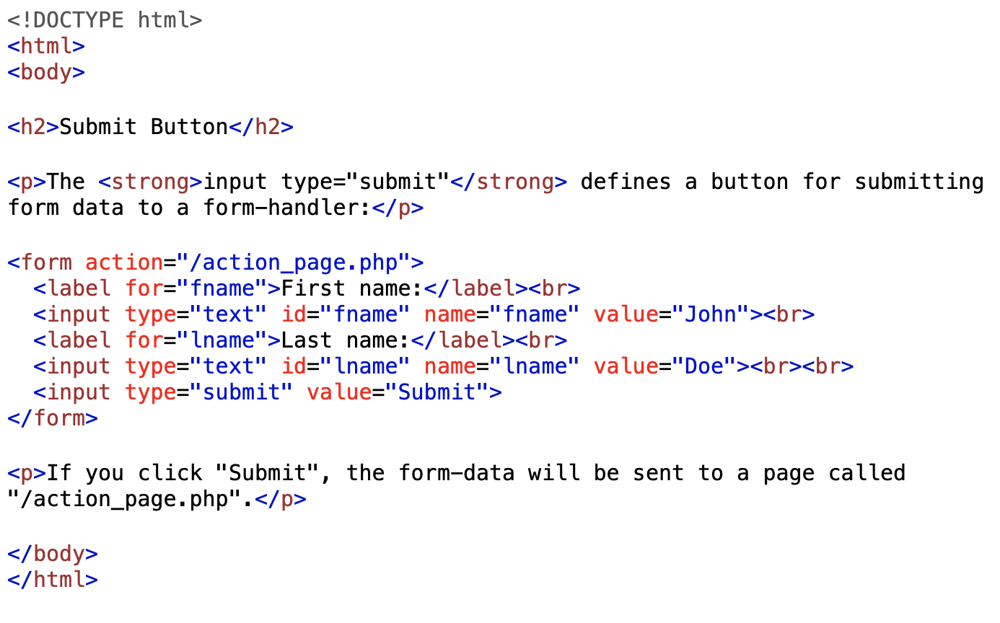 <!DOCTYPE html>
<html>
<body>
<h2>Submit Button</h2>
<p>The <strong>input type="submit"</strong> defines a button for submitting
form data to a form-handler:</p>
<form action="/action_page.php">
  <label for="fname">First name:</label><br>
  <input type="text" id="fname" name="fname" value="John"><br>
  <label for="lname">Last name:</label><br>
  <input type="text" id="lname" name="lname" value="Doe"><br><br>
  <input type="submit" value="Submit">
</form>
<p>If you click "Submit", the form-data will be sent to a page called
"/action_page.php".</p>
</body>
</html>